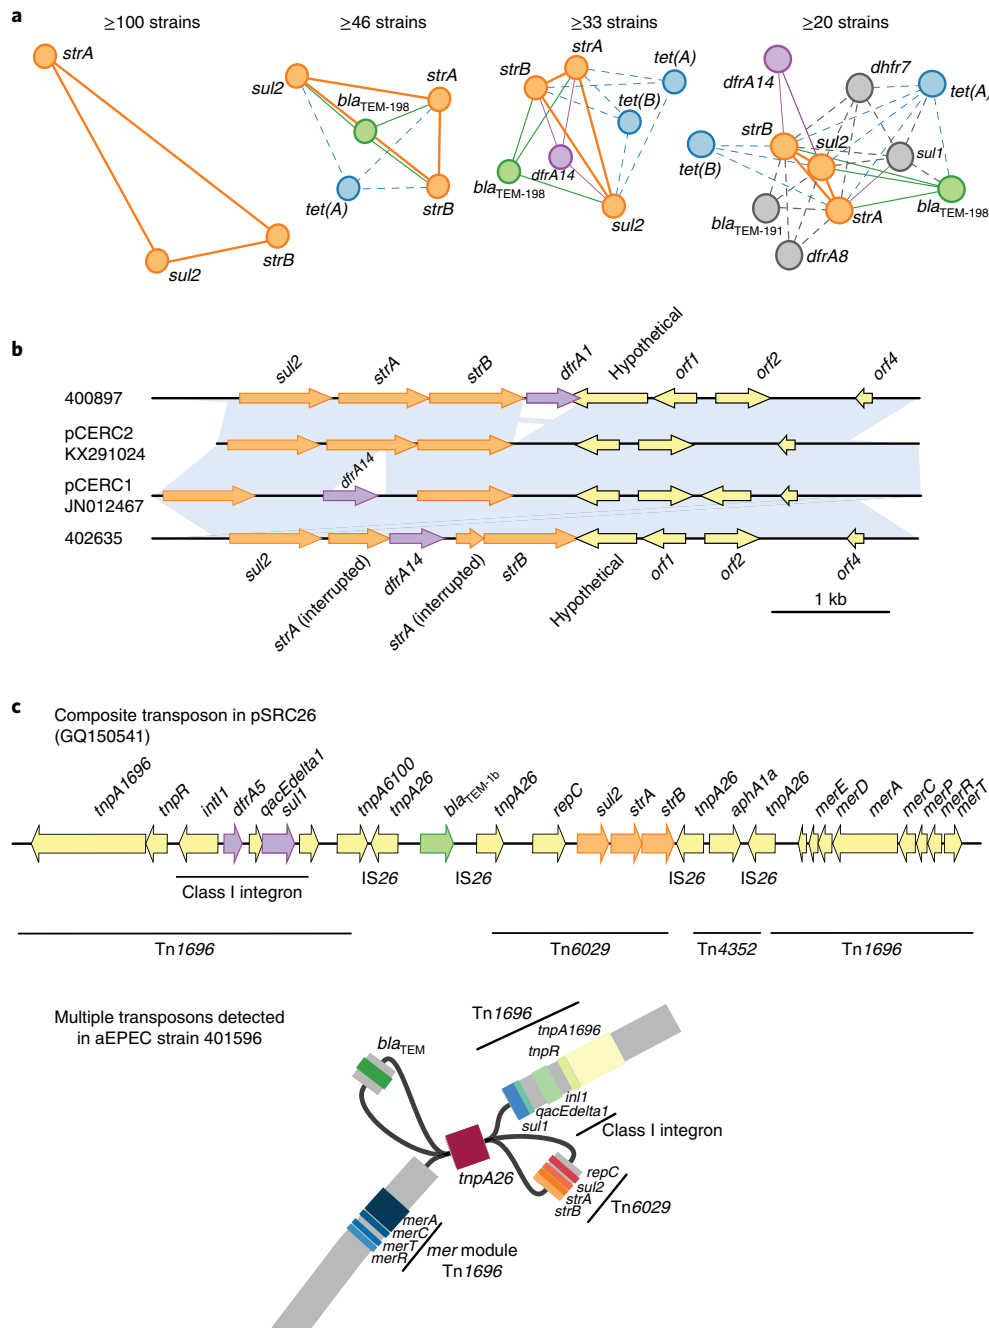 a
≥100 strains
≥46 strains
≥33 strains
≥20 strains
strA
sul2
strB
sul2
strA
blaTEM-198
tet(A)
strB
strA
strB
tet(A)
tet(B)
dfrA14
blaTEM-198
sul2
dfrA14
dhfr7
tet(A)
strB
sul2
sul1
tet(B)
blaTEM-191
strA
blaTEM-198
dfrA8
b
sul2
strA
strB
dfrA1
Hypothetical
orf1
orf2
orf4
400897
pCERC2
KX291024
dfrA14
pCERC1
JN012467
402635
sul2
strA (interrupted)
dfrA14
strA (interrupted)
strB
Hypothetical
orf1
orf2
orf4
1 kb
c
Composite transposon in pSRC26
(GQ150541)
tnpA1696
tnpR
intI1
dfrA5
qacEdelta1
sul1
tnpA6100
tnpA26
blaTEM-1b
tnpA26
repC
sul2
strA
strB
tnpA26
aphA1a
tnpA26
merE
merD
merA
merC
merP
merR
merT
Class I integron
IS26
IS26
IS26
IS26
Tn1696
Tn6029
Tn4352
Tn1696
Multiple transposons detected
in aEPEC strain 401596
blaTEM
Tn1696
tnpA1696
tnpR
inl1
qacEdelta1
sul1
Class I integron
tnpA26
repC
sul2
strA
strB
Tn6029
merA
merC
merT
merR
mer module
Tn1696